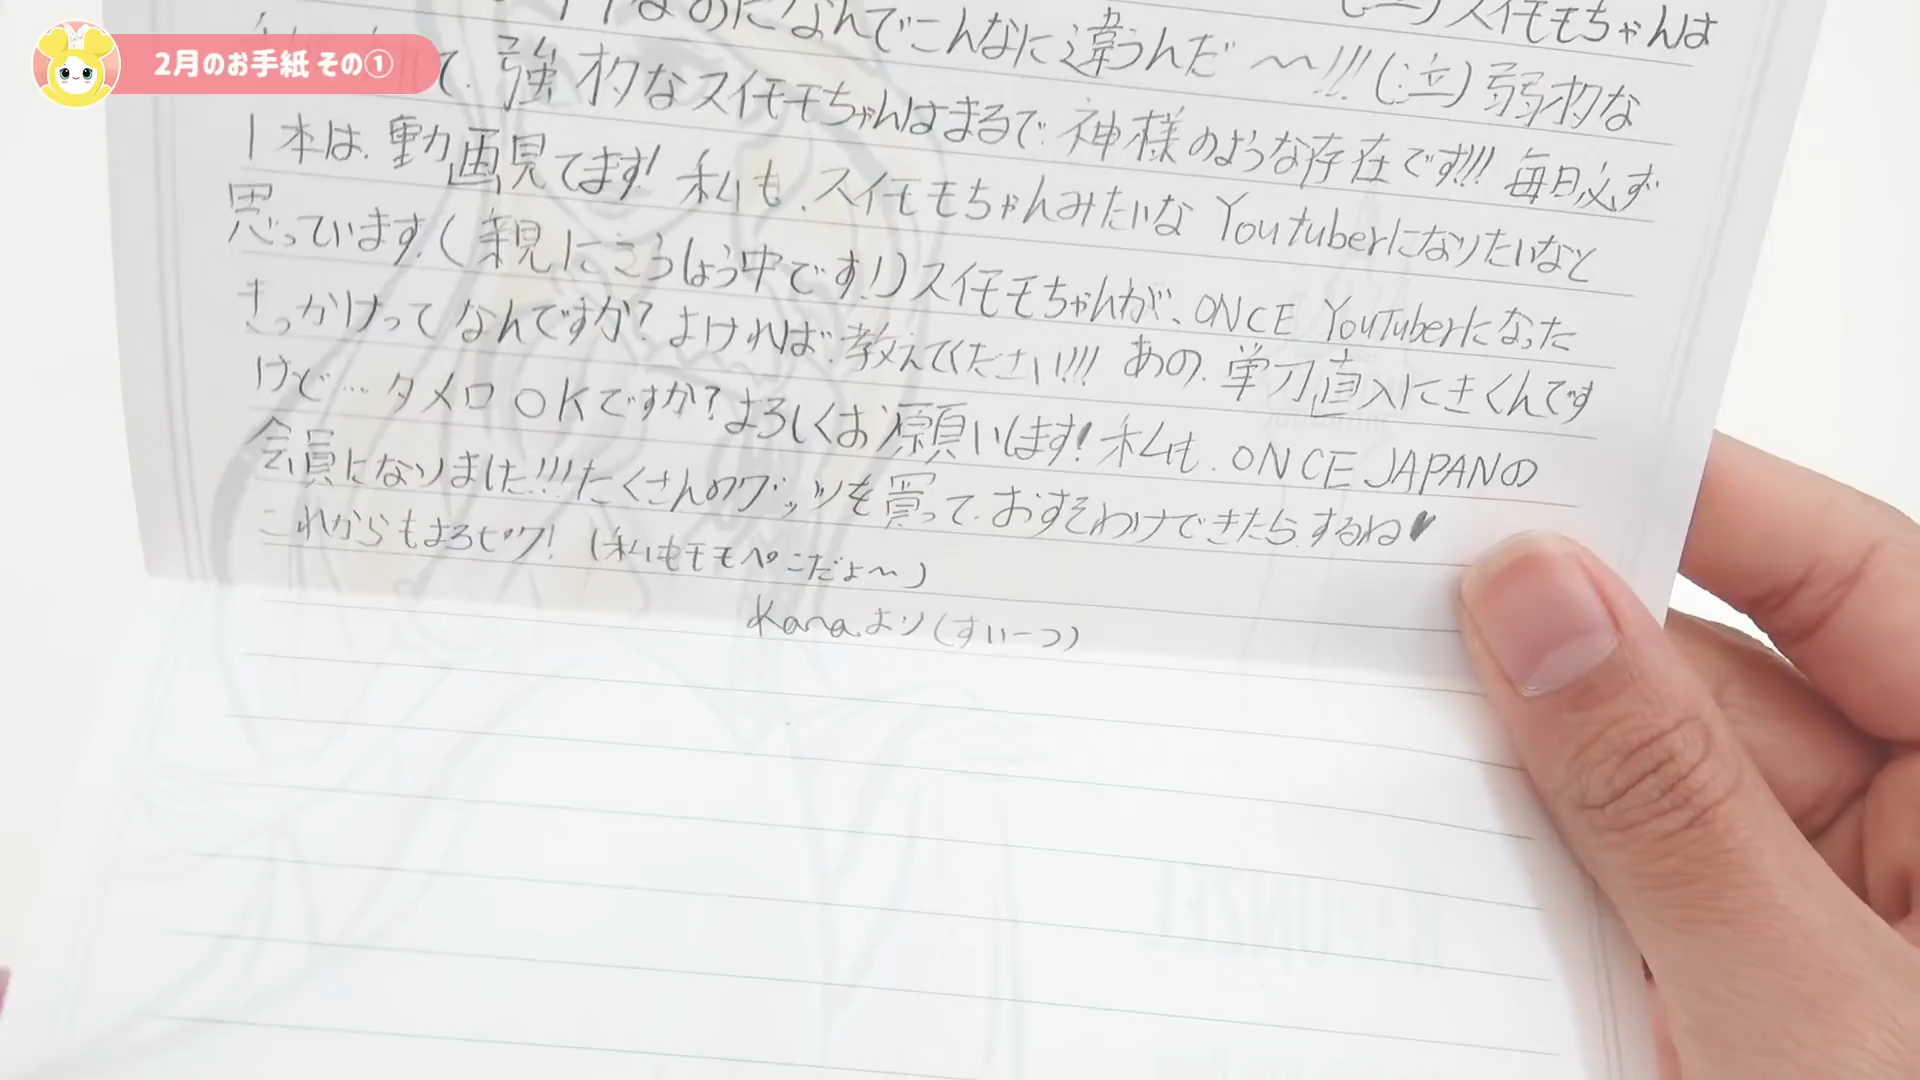 2月のお手紙 その①
スイモモちゃんは
なのになんでこんなに違うんだ〜〜!!!(泣)弱的な
て、強的なスイモモちゃんはまるで、神様のような存在です!!! 毎日必ず
1本は、動画見てます! 私も、スイモモちゃんみたいな Youtuberになりたいなと
思っています。(親にこうしょう中です!)スイモモちゃんが、ONCE YouTuberになった
きっかけってなんですか? よければ、教えてください!!! あの、単刀直入にきくんです
けど…タメ口OKですか?よろしくお願いします!私も、ONCE JAPANの
会員になりました!!!たくさんのグッツを買って、おすそわけできたら、するね♥
これからもよろピク!(私もモモペこだよ〜)
Kanaより(すいーつ)